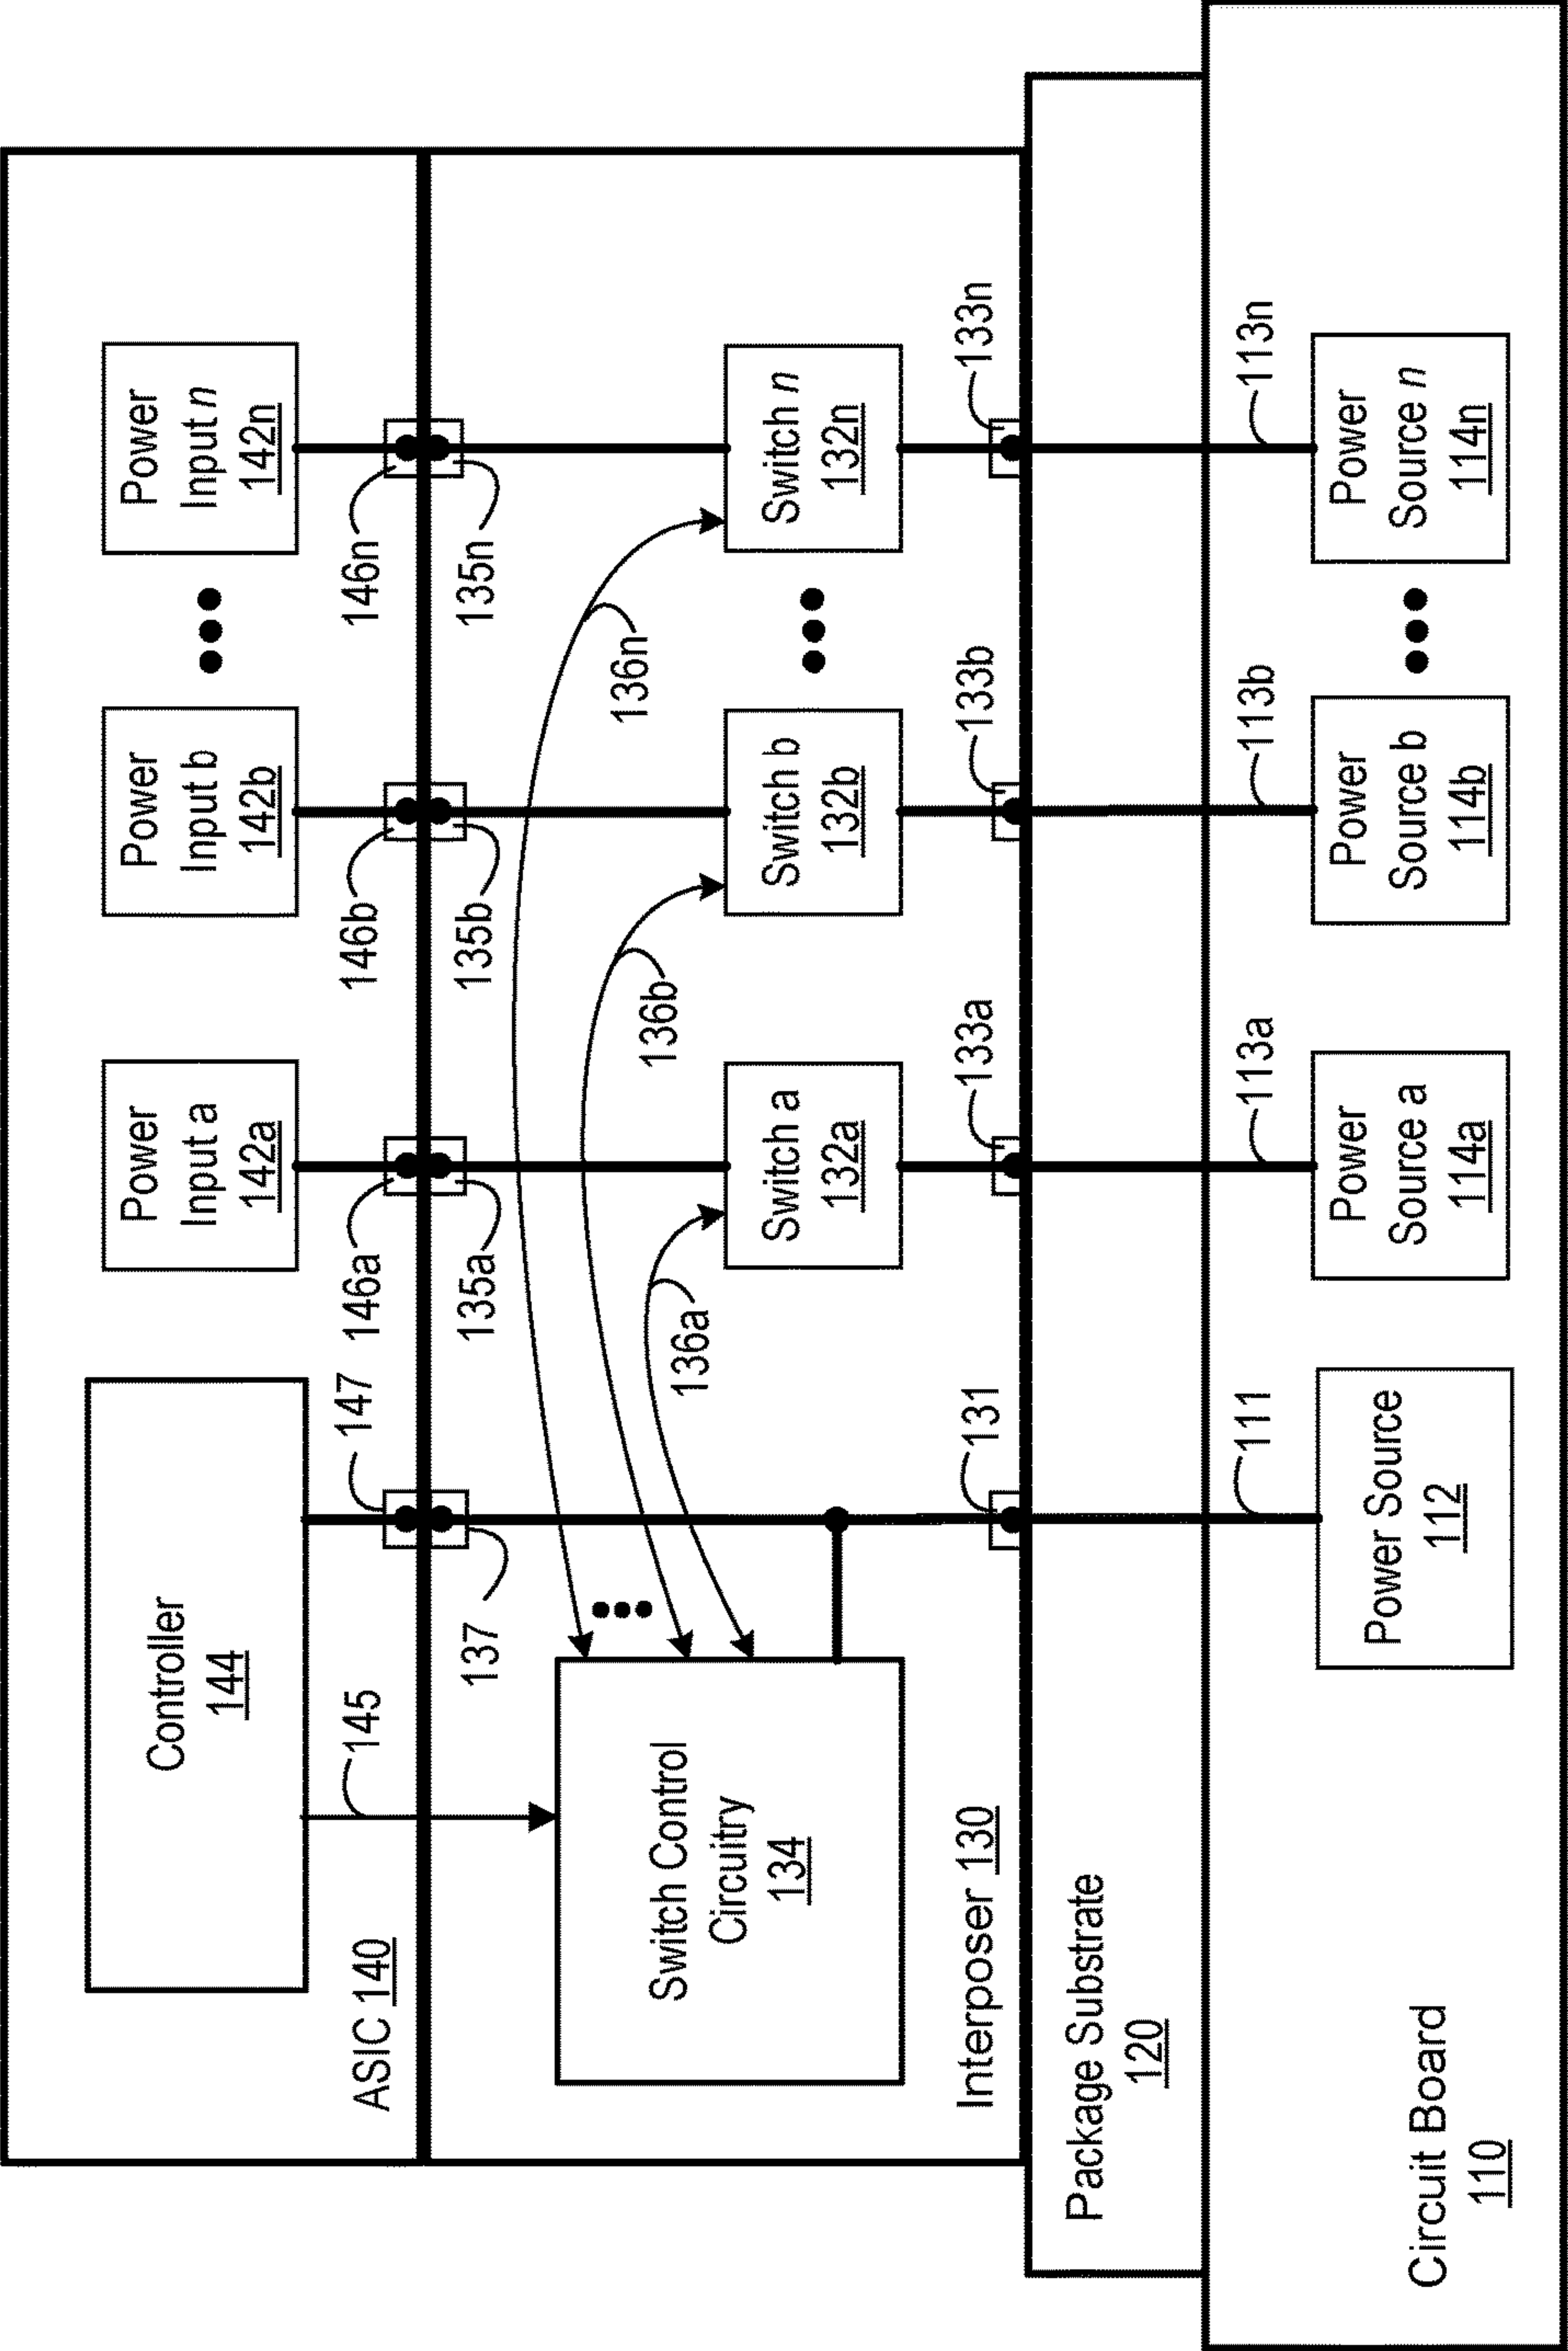 Controller
144
Power
Input a
142a
Power
Input b
142b
Power
Input n
142n
145
147
146a
146b
146n
ASIC 140
137
135a
135b
135n
Switch Control
Circuitry
134
136a
136b
136n
Switch a
132a
Switch b
132b
Switch n
132n
Interposer 130
131
133a
133b
133n
Package Substrate
120
111
113a
113b
113n
Circuit Board
110
Power Source
112
Power
Source a
114a
Power
Source b
114b
Power
Source n
114n